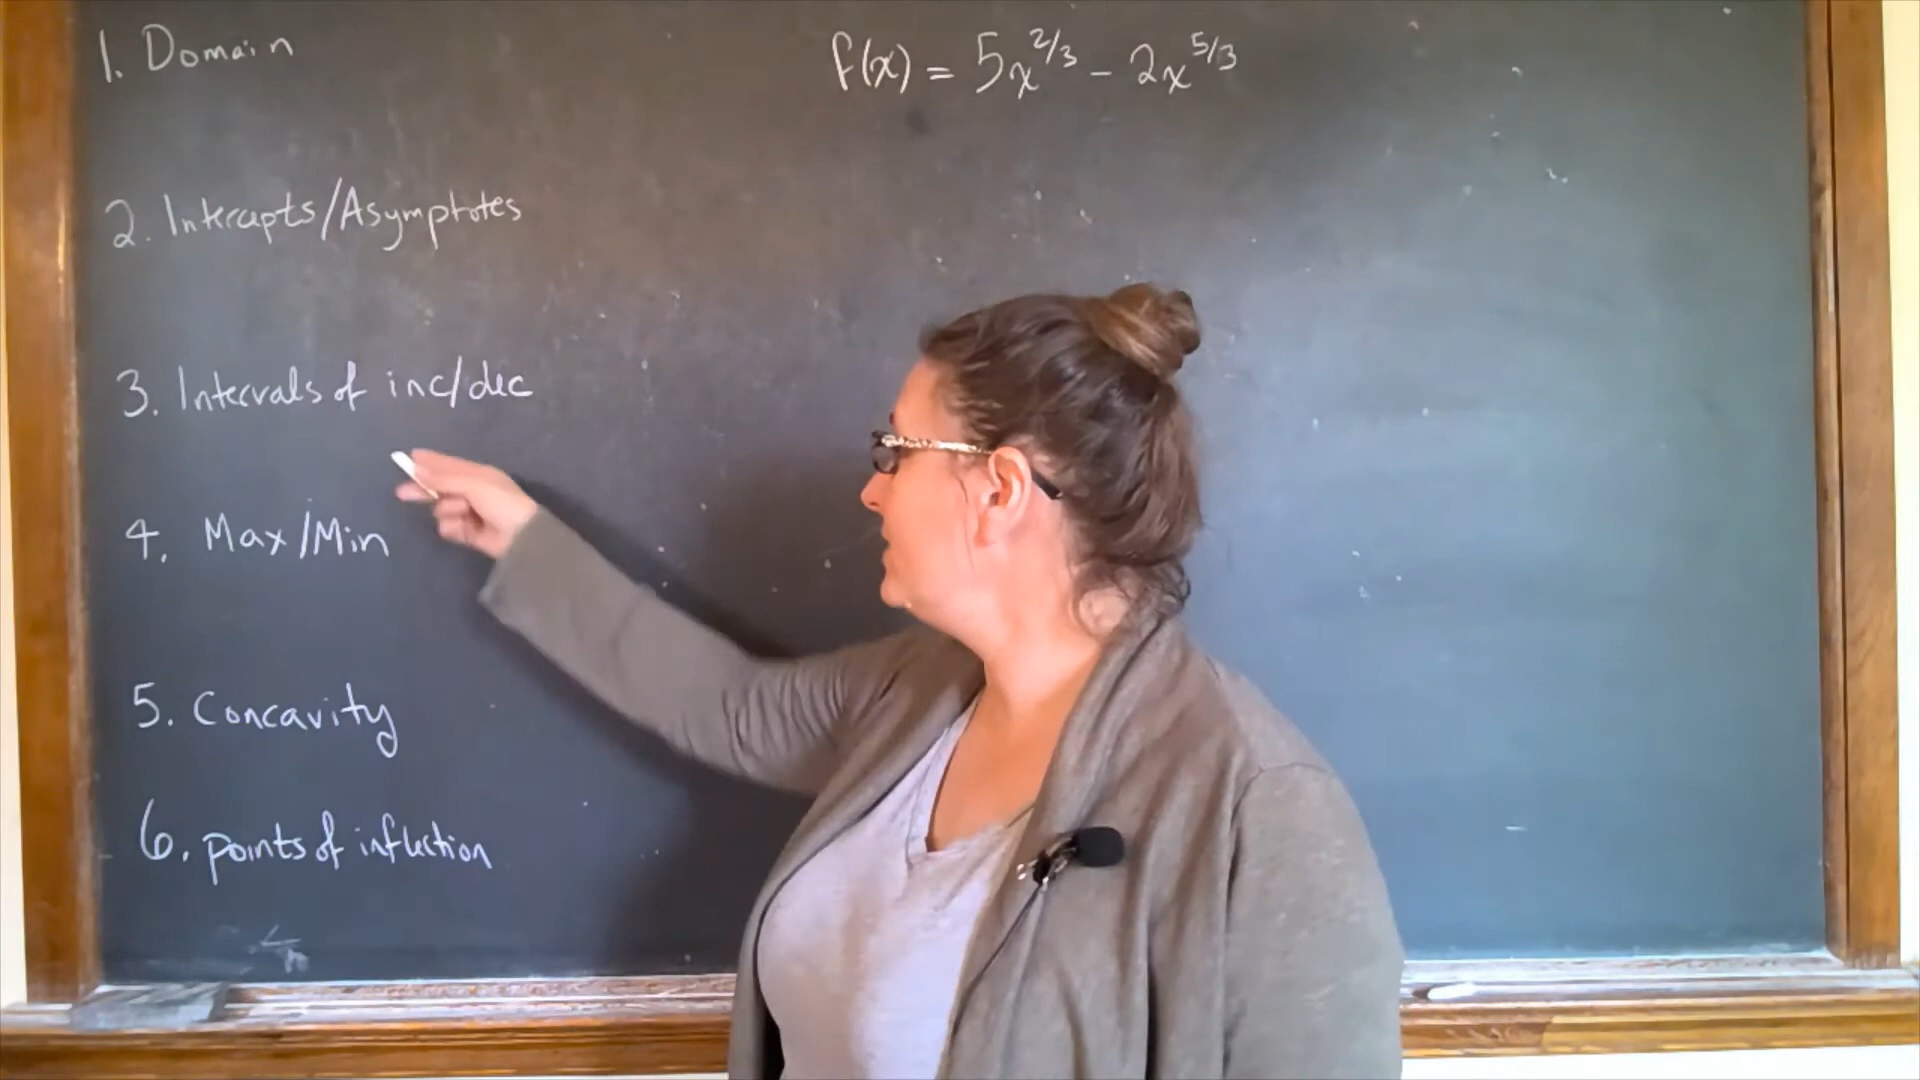 1. Domain
f(x) = 5x^{2/3} - 2x^{5/3}
2. Intercepts/Asymptotes
3. Intervals of inc/dec
4. Max/Min
5. Concavity
6. points of inflection